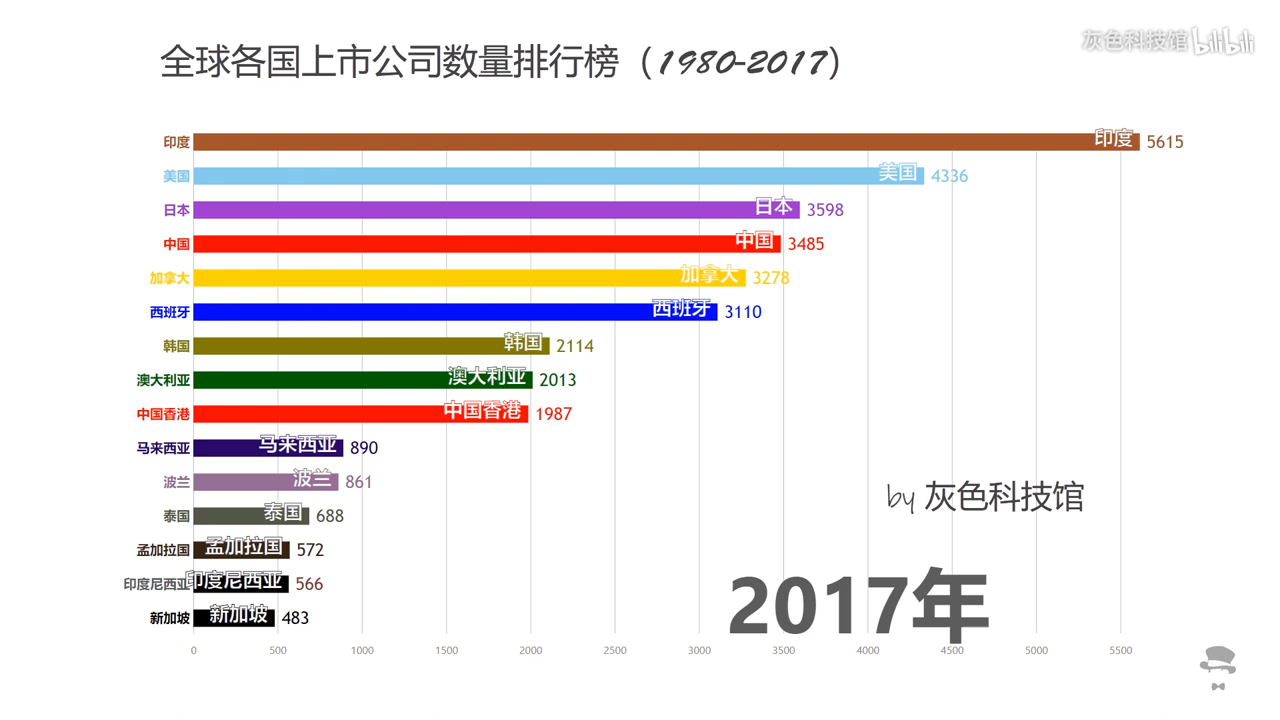 全球各国上市公司数量排行榜（1980-2017）
灰色科技馆 bilibili
印度 印度 5615
美国 美国 4336
日本 日本 3598
中国 中国 3485
加拿大 加拿大 3278
西班牙 西班牙 3110
韩国 韩国 2114
澳大利亚 澳大利亚 2013
中国香港 中国香港 1987
马来西亚 马来西亚 890
波兰 波兰 861
泰国 泰国 688
孟加拉国 孟加拉国 572
印度尼西亚 印度尼西亚 566
新加坡 新加坡 483
by 灰色科技馆
2017年
0 500 1000 1500 2000 2500 3000 3500 4000 4500 5000 5500